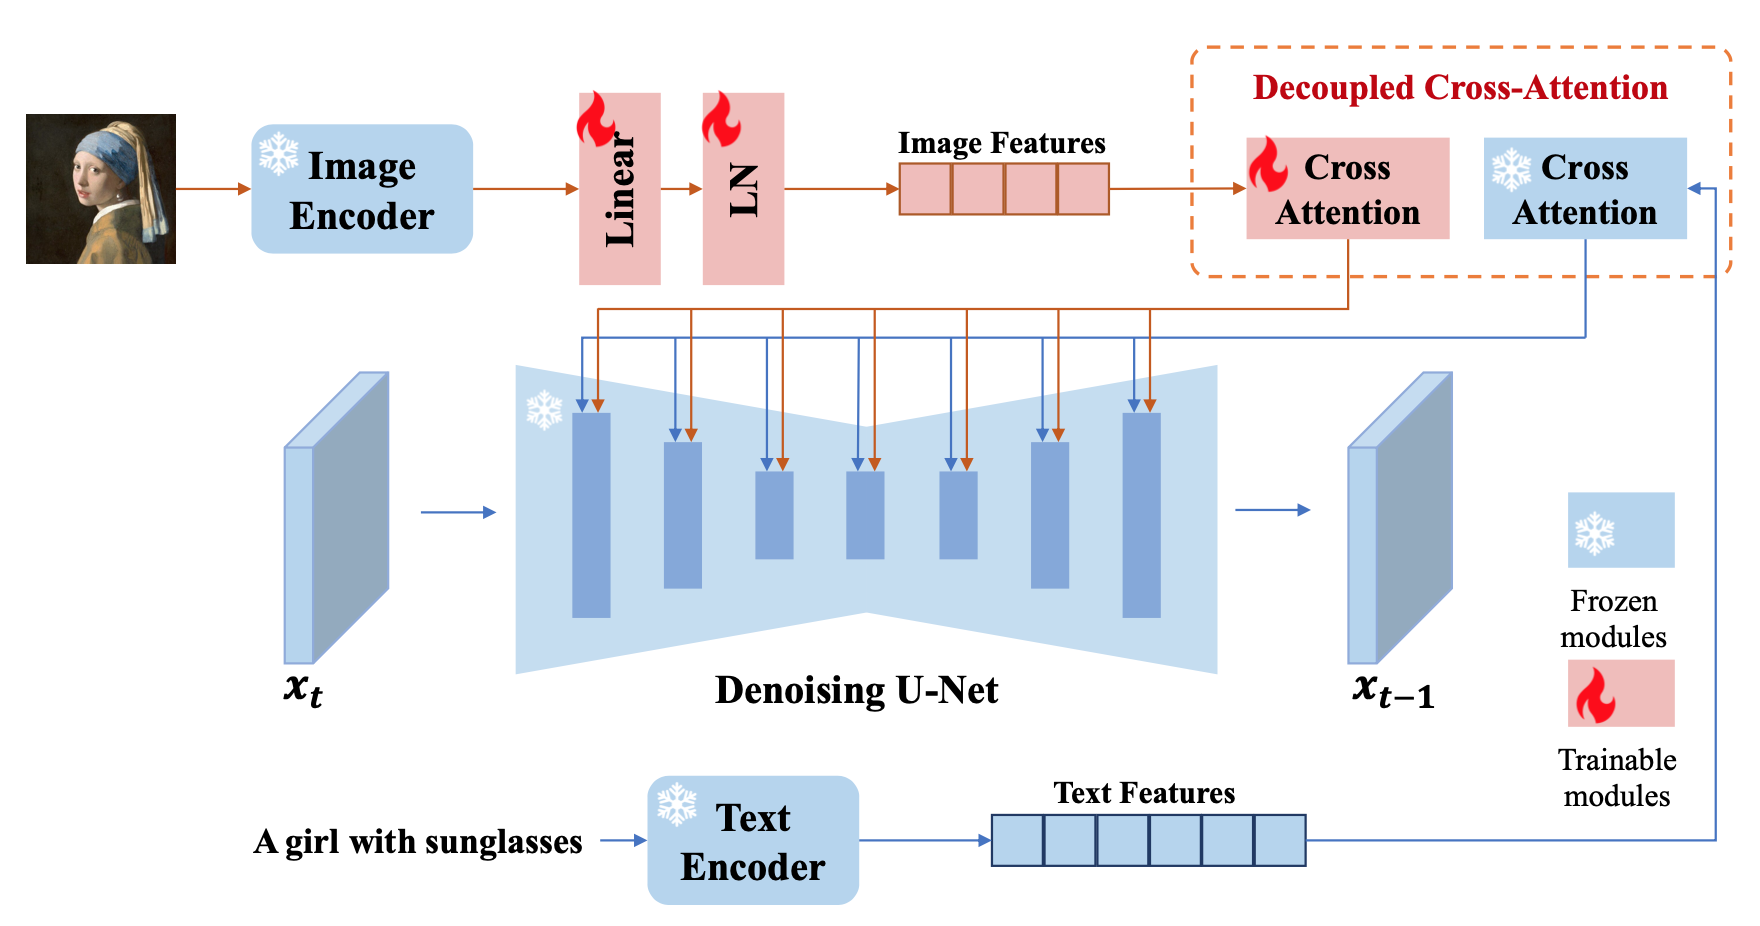 Decoupled Cross-Attention
Image
Encoder
Linear
LN
Image Features
Cross
Attention
Cross
Attention
x_t
Denoising U-Net
x_{t−1}
Frozen
modules
Trainable
modules
A girl with sunglasses
Text
Encoder
Text Features